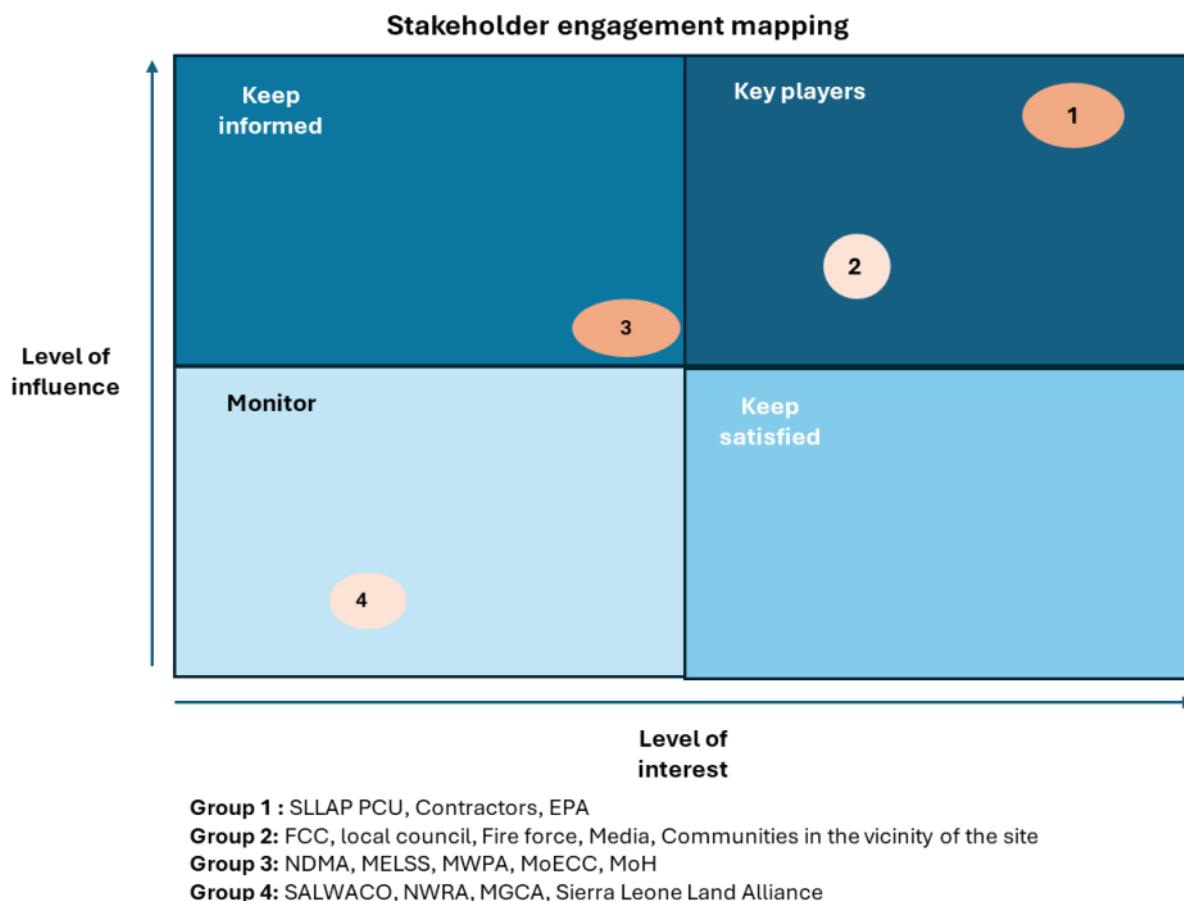 Stakeholder engagement mapping
Keep
informed
Key players
1
2
3
Level of
influence
Monitor
Keep
satisfied
4
Level of
interest
Group 1 : SLLAP PCU, Contractors, EPA
Group 2: FCC, local council, Fire force, Media, Communities in the vicinity of the site
Group 3: NDMA, MELSS, MWPA, MoECC, MoH
Group 4: SALWACO, NWRA, MGCA, Sierra Leone Land Alliance